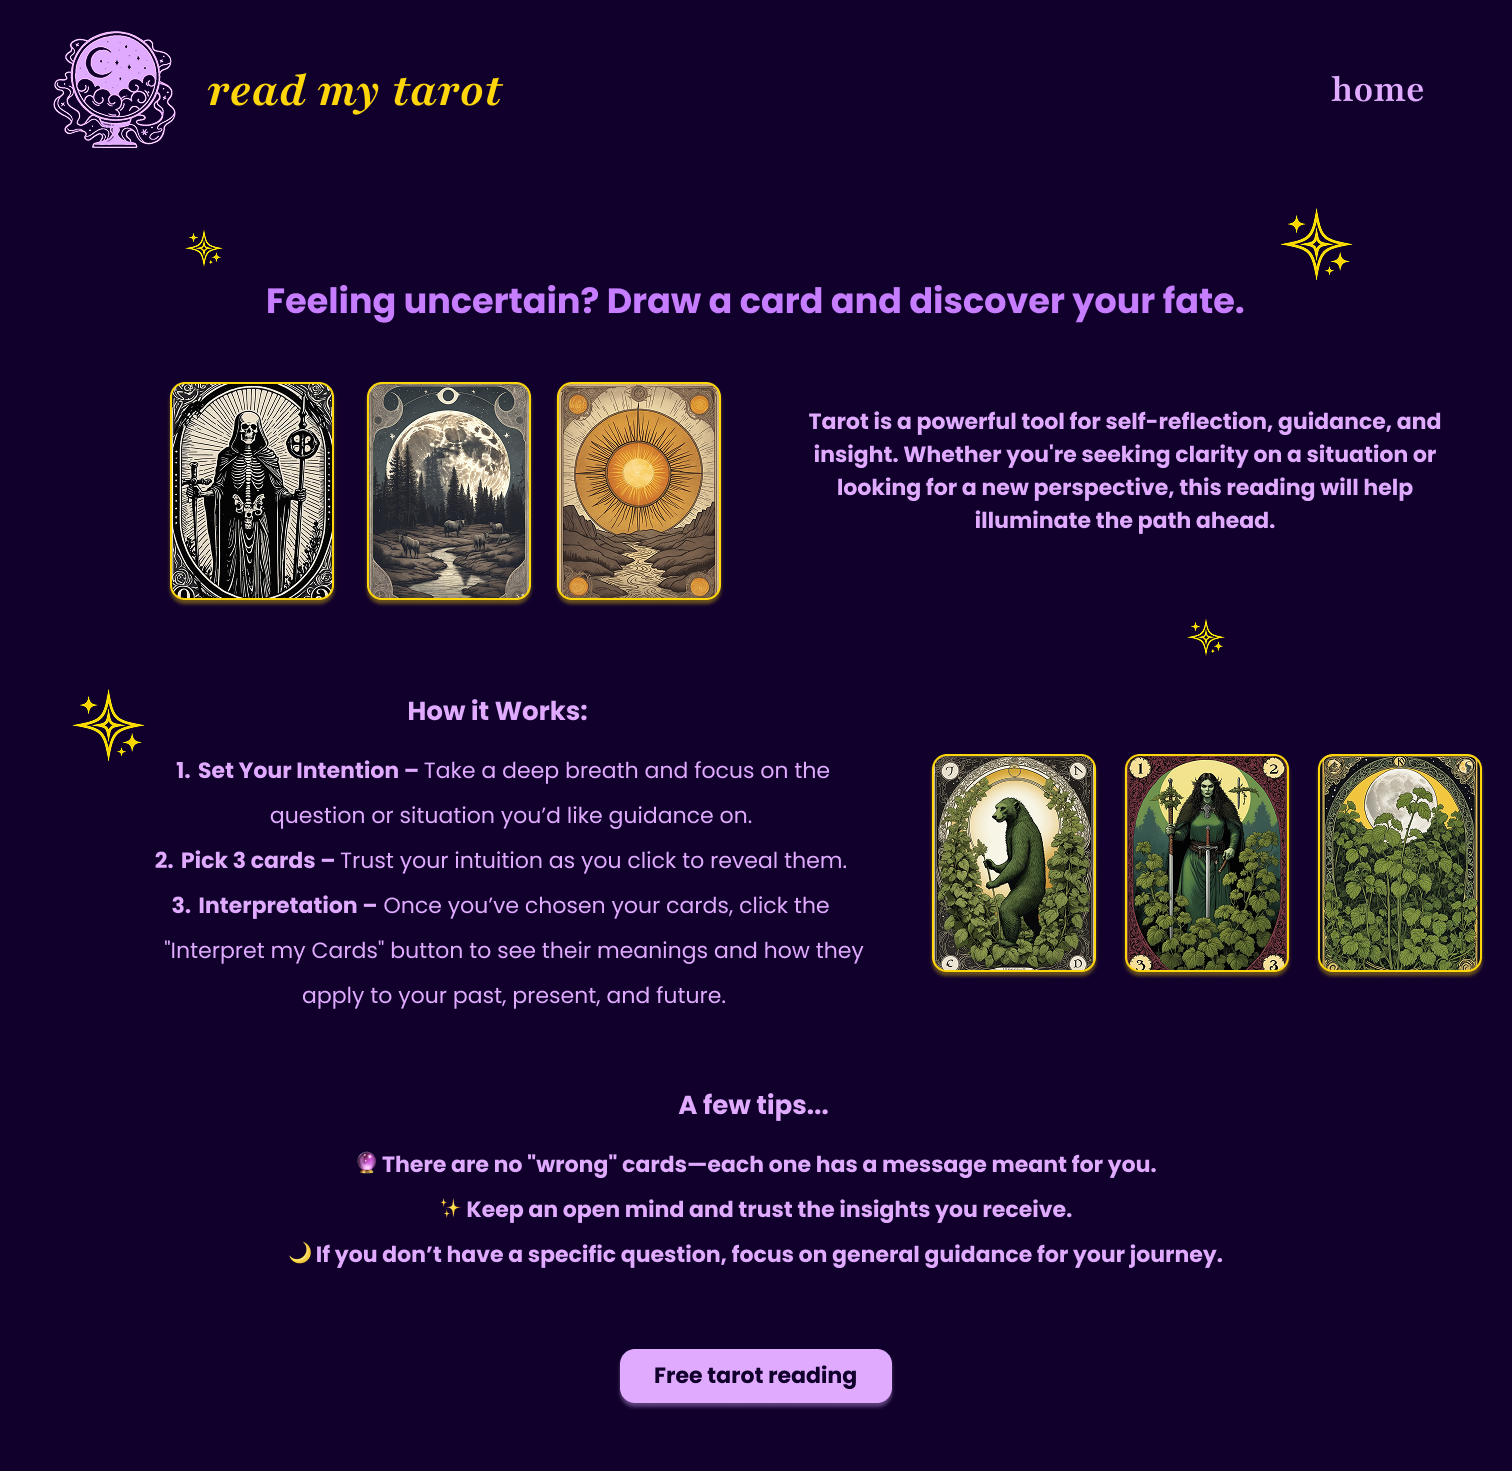 read my tarot
home
Feeling uncertain? Draw a card and discover your fate.
Tarot is a powerful tool for self-reflection, guidance, and
insight. Whether you're seeking clarity on a situation or
looking for a new perspective, this reading will help
illuminate the path ahead.
How it Works:
1. Set Your Intention – Take a deep breath and focus on the
question or situation you’d like guidance on.
2. Pick 3 cards – Trust your intuition as you click to reveal them.
3. Interpretation – Once you’ve chosen your cards, click the
"Interpret my Cards" button to see their meanings and how they
apply to your past, present, and future.
1 2
3 3
A few tips...
🔮 There are no "wrong" cards—each one has a message meant for you.
✨ Keep an open mind and trust the insights you receive.
🌙 If you don’t have a specific question, focus on general guidance for your journey.
Free tarot reading